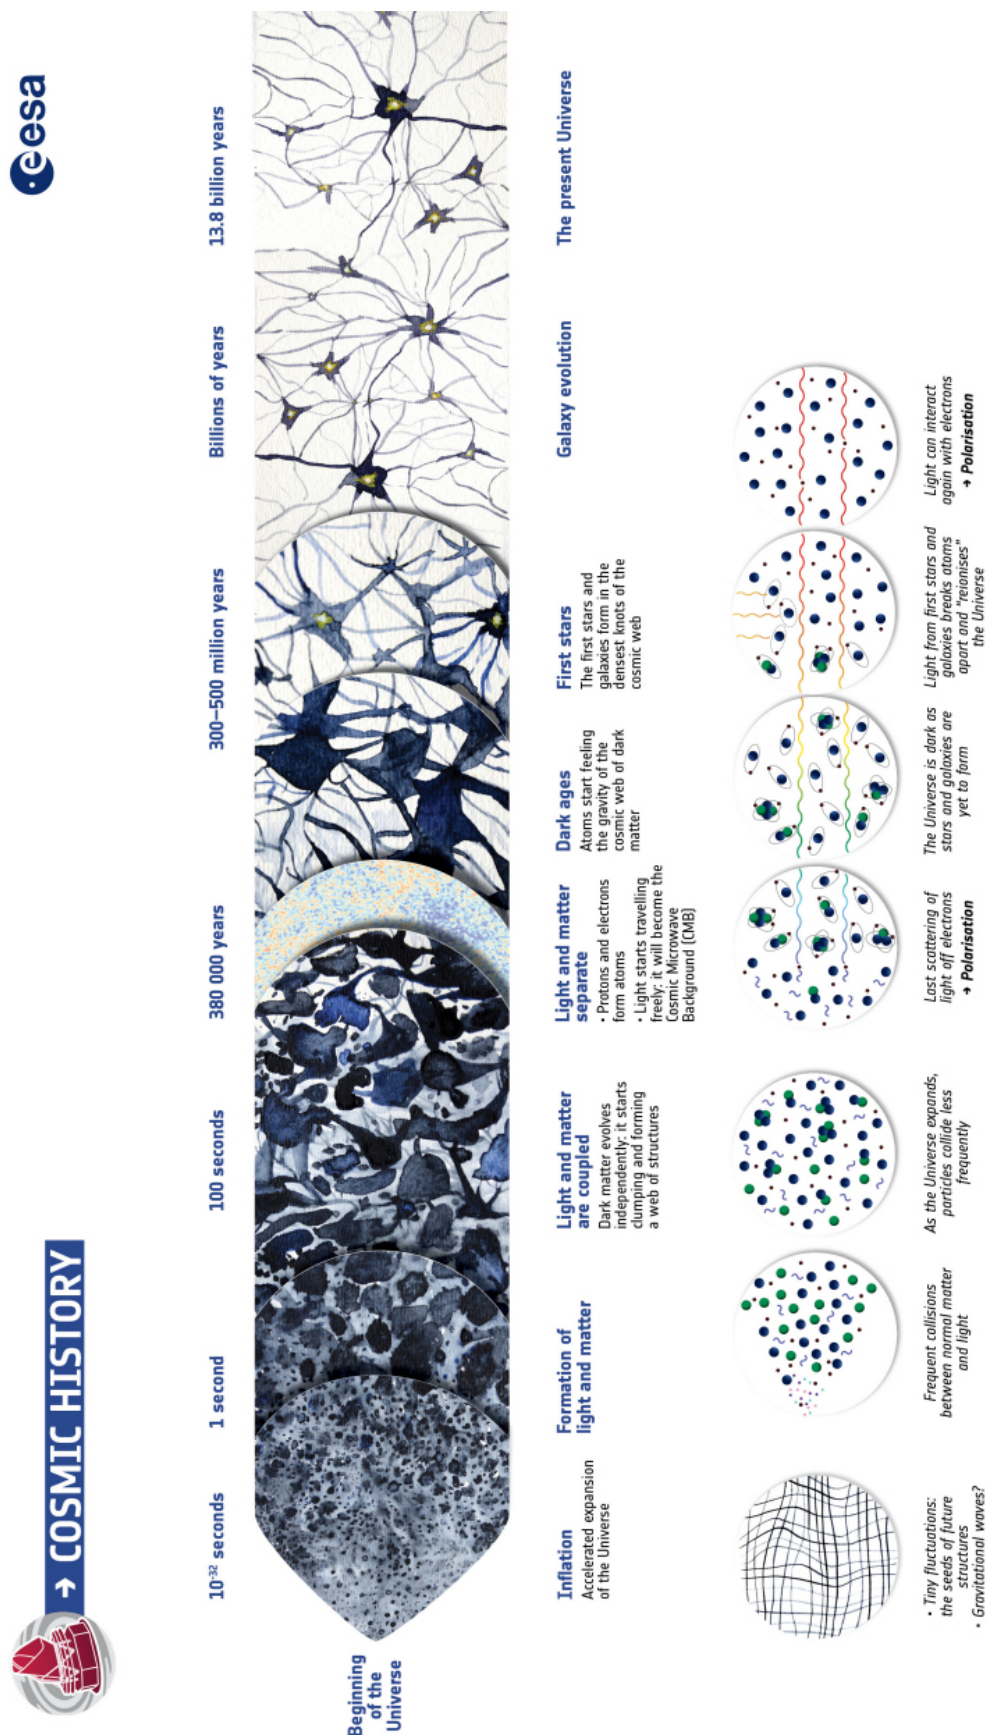 → COSMIC HISTORY
esa
Beginning
of the
Universe
10⁻³² seconds
1 second
100 seconds
380 000 years
300–500 million years
Billions of years
13.8 billion years
Inflation
Accelerated expansion
of the Universe
Formation of
light and matter
Light and matter
are coupled
Dark matter evolves
independently: it starts
clumping and forming
a web of structures
Light and matter
separate
• Protons and electrons
form atoms
• Light starts travelling
freely: it will become the
Cosmic Microwave
Background (CMB)
Dark ages
Atoms start feeling
the gravity of the
cosmic web of dark
matter
First stars
The first stars and
galaxies form in the
densest knots of the
cosmic web
Galaxy evolution
The present Universe
• Tiny fluctuations:
the seeds of future
structures
• Gravitational waves?
Frequent collisions
between normal matter
and light
As the Universe expands,
particles collide less
frequently
Last scattering of
light off electrons
→ Polarisation
The Universe is dark as
stars and galaxies are
yet to form
Light from first stars and
galaxies breaks atoms
apart and "reionises"
the Universe
Light can interact
again with electrons
→ Polarisation